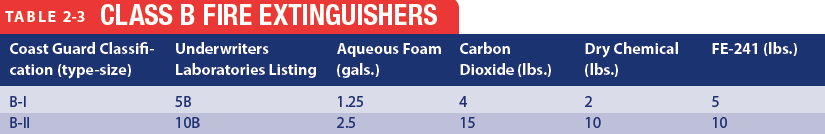 TABLE 2-3 CLASS B FIRE EXTINGUISHERS
Coast Guard Classifi- Underwriters Aqueous Foam Carbon Dry Chemical FE-241 (lbs.)
cation (type-size) Laboratories Listing (gals.) Dioxide (lbs.) (lbs.)
B-I 5B 1.25 4 2 5
B-II 10B 2.5 15 10 10